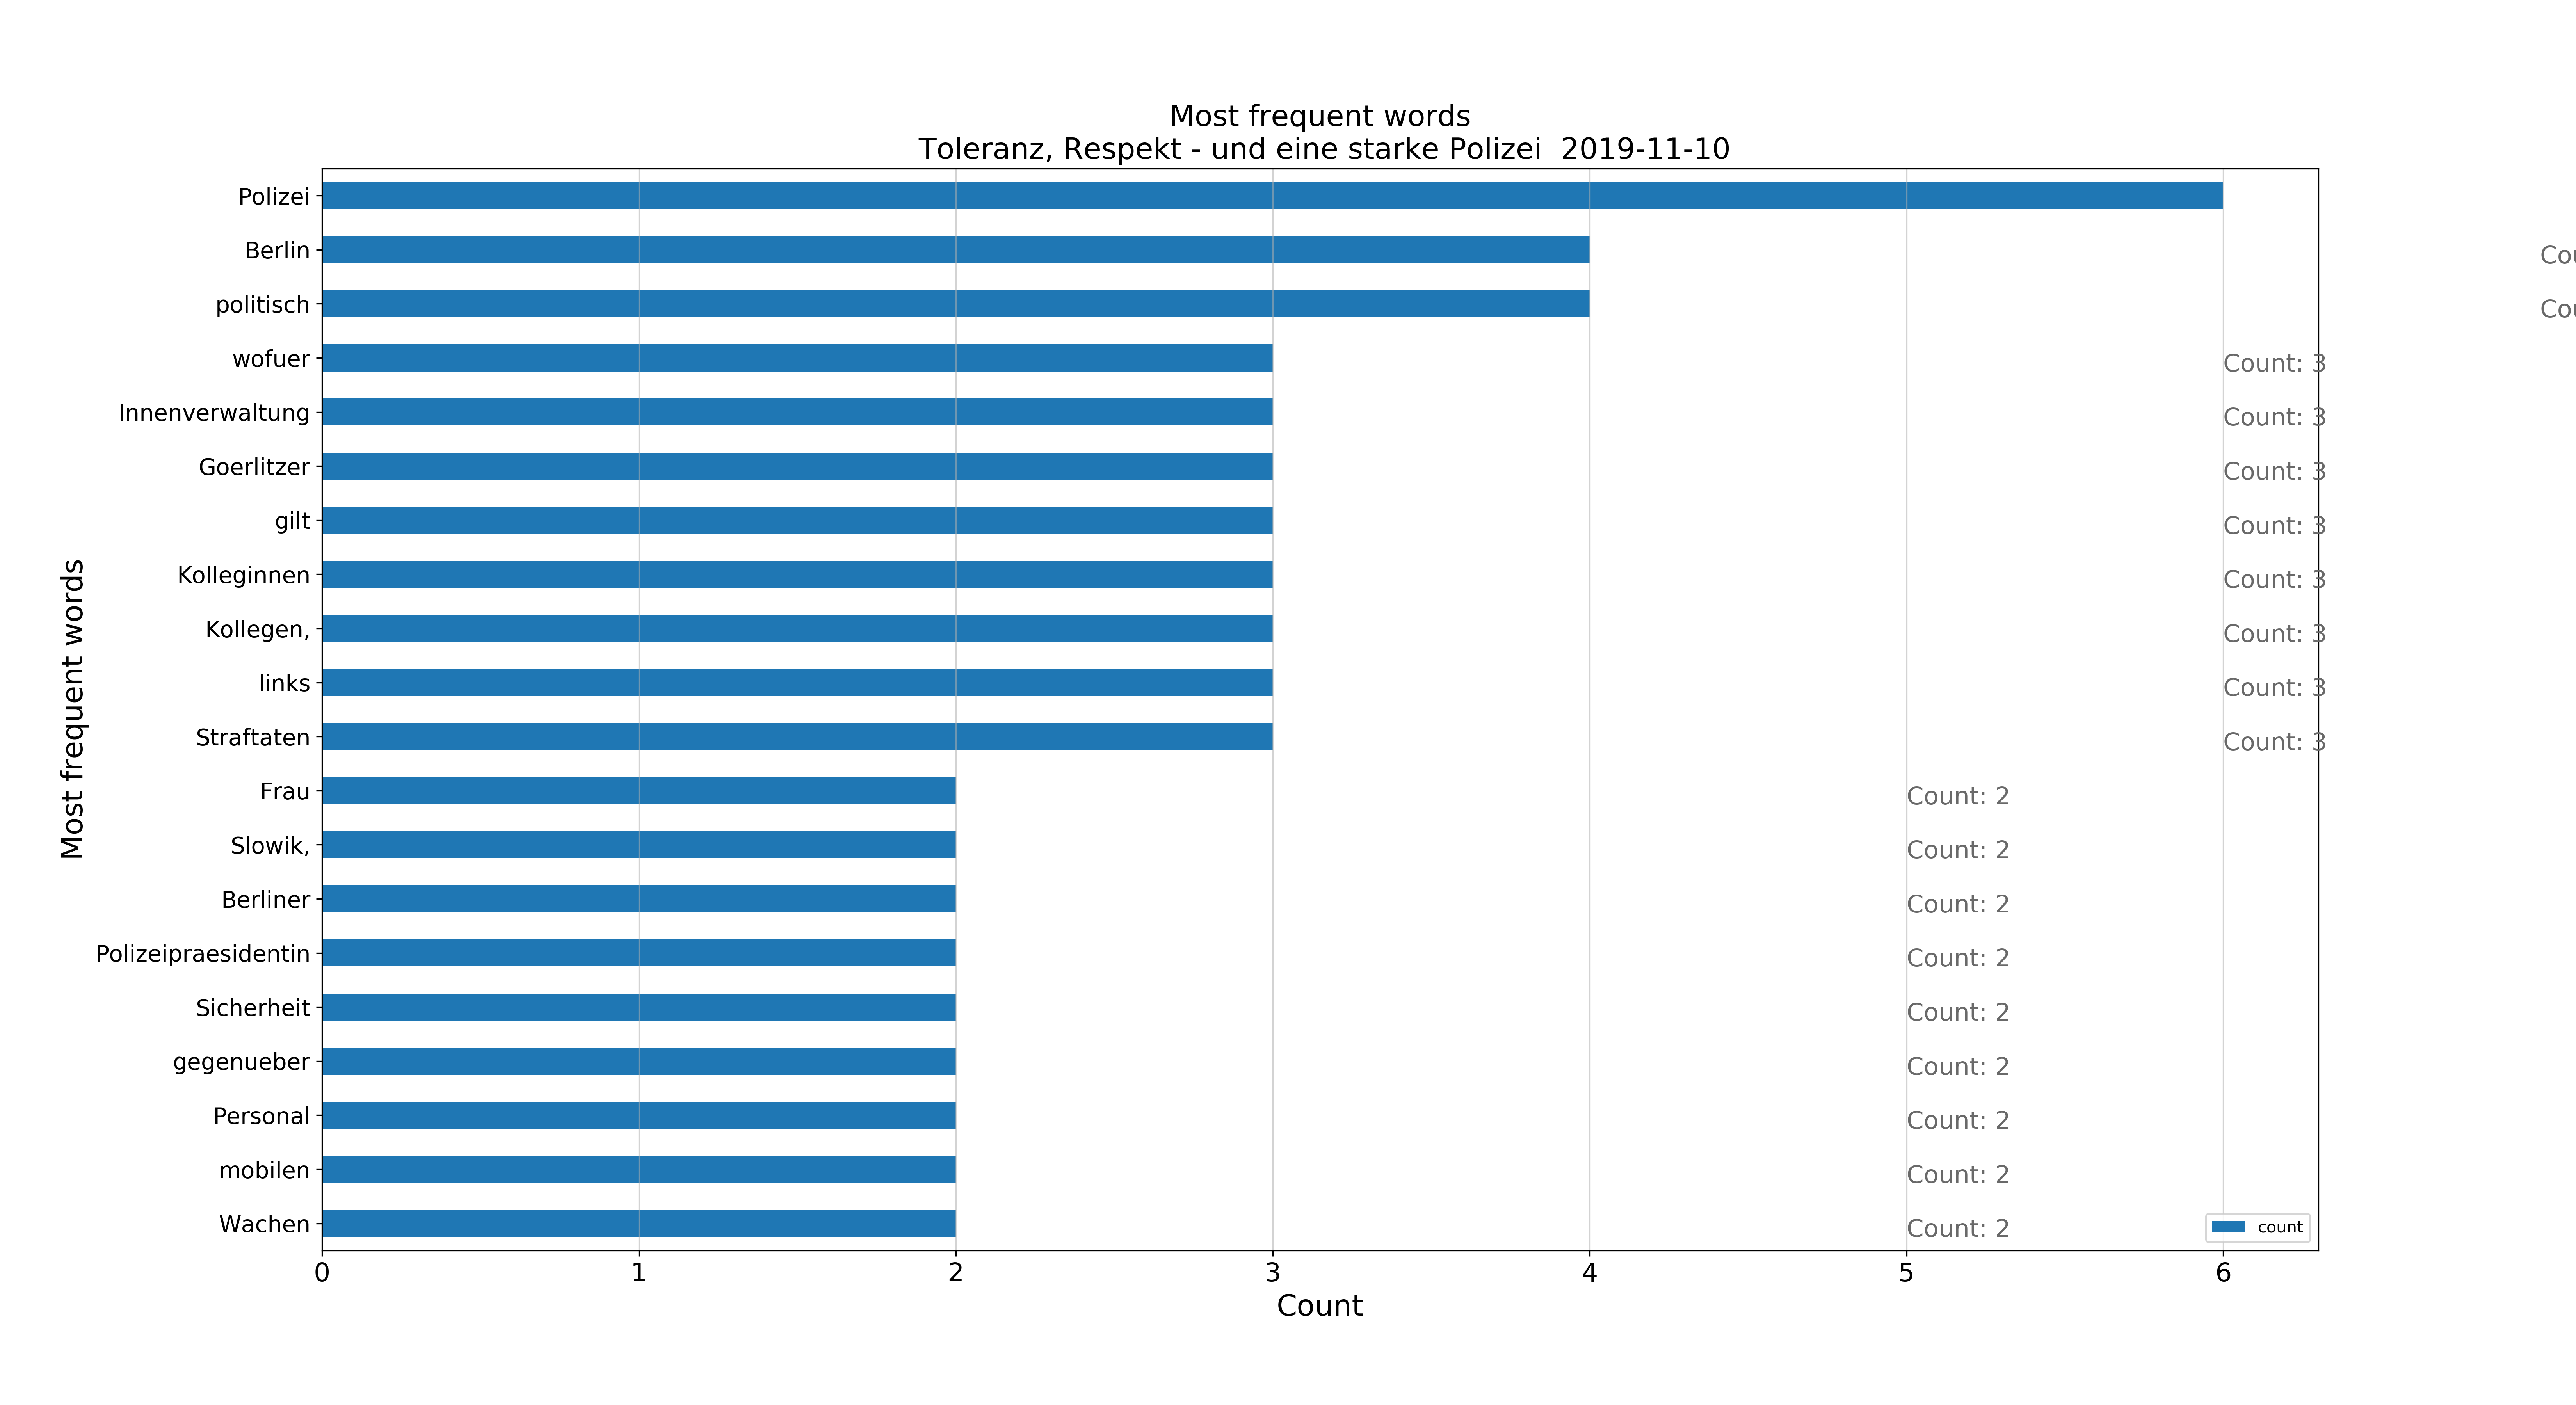 Most frequent words
Toleranz, Respekt - und eine starke Polizei  2019-11-10
Most frequent words
Polizei
Berlin Cou
politisch Cou
wofuer Count: 3
Innenverwaltung Count: 3
Goerlitzer Count: 3
gilt Count: 3
Kolleginnen Count: 3
Kollegen, Count: 3
links Count: 3
Straftaten Count: 3
Frau Count: 2
Slowik, Count: 2
Berliner Count: 2
Polizeipraesidentin Count: 2
Sicherheit Count: 2
gegenueber Count: 2
Personal Count: 2
mobilen Count: 2
Wachen Count: 2
count
0 1 2 3 4 5 6
Count